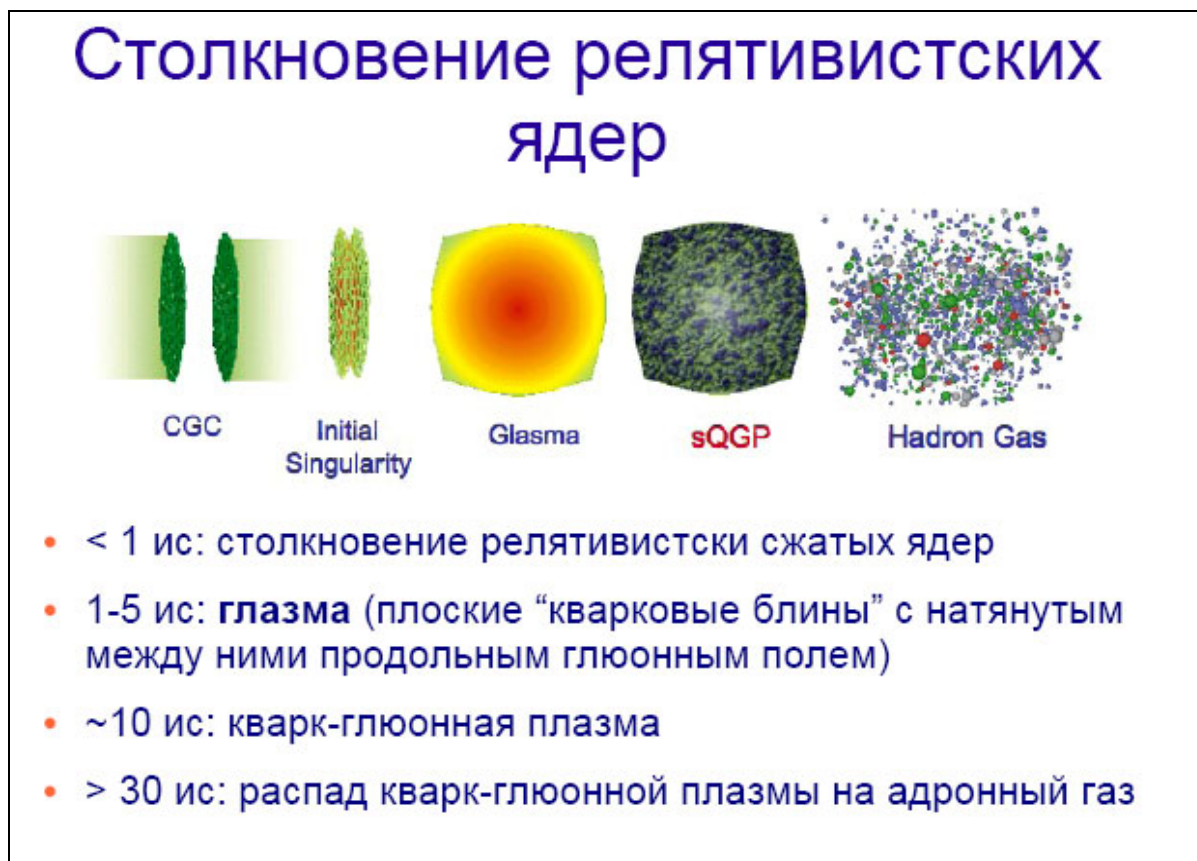 Столкновение релятивистских
ядер
CGC
Initial
Singularity
Glasma
sQGP
Hadron Gas
• < 1 ис: столкновение релятивистски сжатых ядер
• 1-5 ис: глазма (плоские “кварковые блины” с натянутым
между ними продольным глюонным полем)
• ~10 ис: кварк-глюонная плазма
• > 30 ис: распад кварк-глюонной плазмы на адронный газ